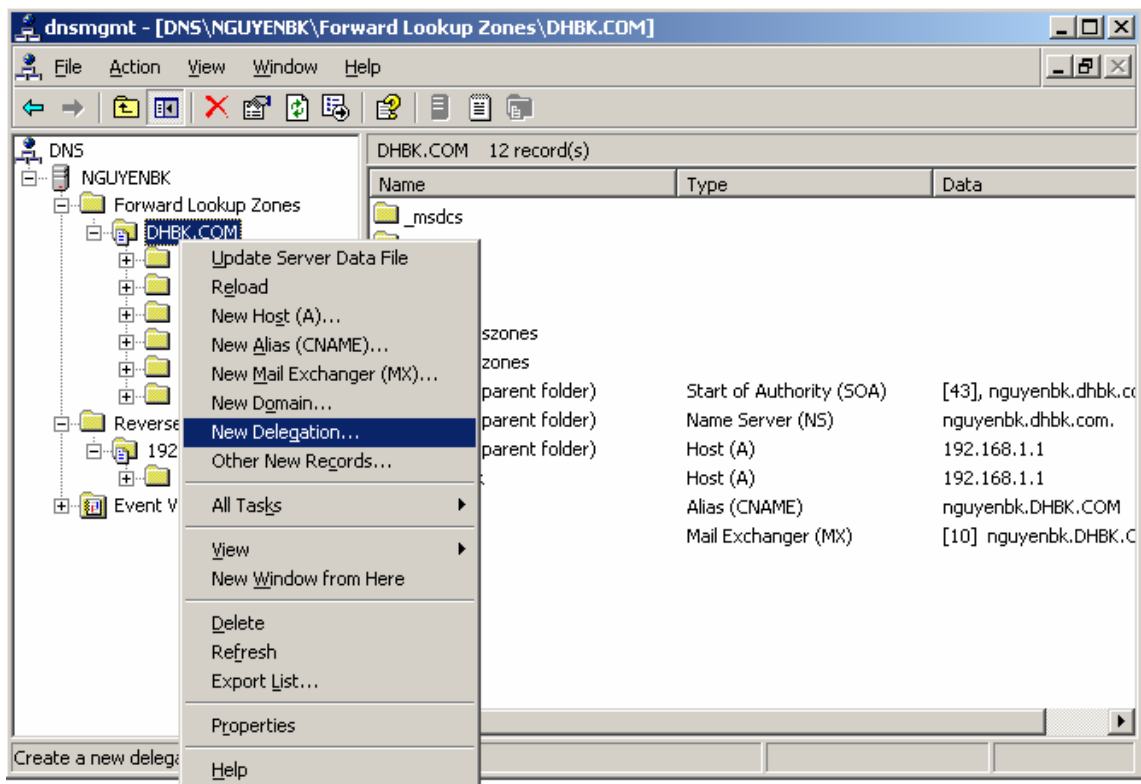 dnsmgmt - [DNS\NGUYENBK\Forward Lookup Zones\DHBK.COM]
File Action View Window Help
DNS
NGUYENBK
Forward Lookup Zones
DHBK.COM
Reverse
192
Event V
DHBK.COM 12 record(s)
Name Type Data
_msdcs
szones
zones
parent folder) Start of Authority (SOA) [43], nguyenbk.dhbk.co
parent folder) Name Server (NS) nguyenbk.dhbk.com.
parent folder) Host (A) 192.168.1.1
Host (A) 192.168.1.1
Alias (CNAME) nguyenbk.DHBK.COM
Mail Exchanger (MX) [10] nguyenbk.DHBK.C
Update Server Data File
Reload
New Host (A)...
New Alias (CNAME)...
New Mail Exchanger (MX)...
New Domain...
New Delegation...
Other New Records...
All Tasks
View
New Window from Here
Delete
Refresh
Export List...
Properties
Help
Create a new delega